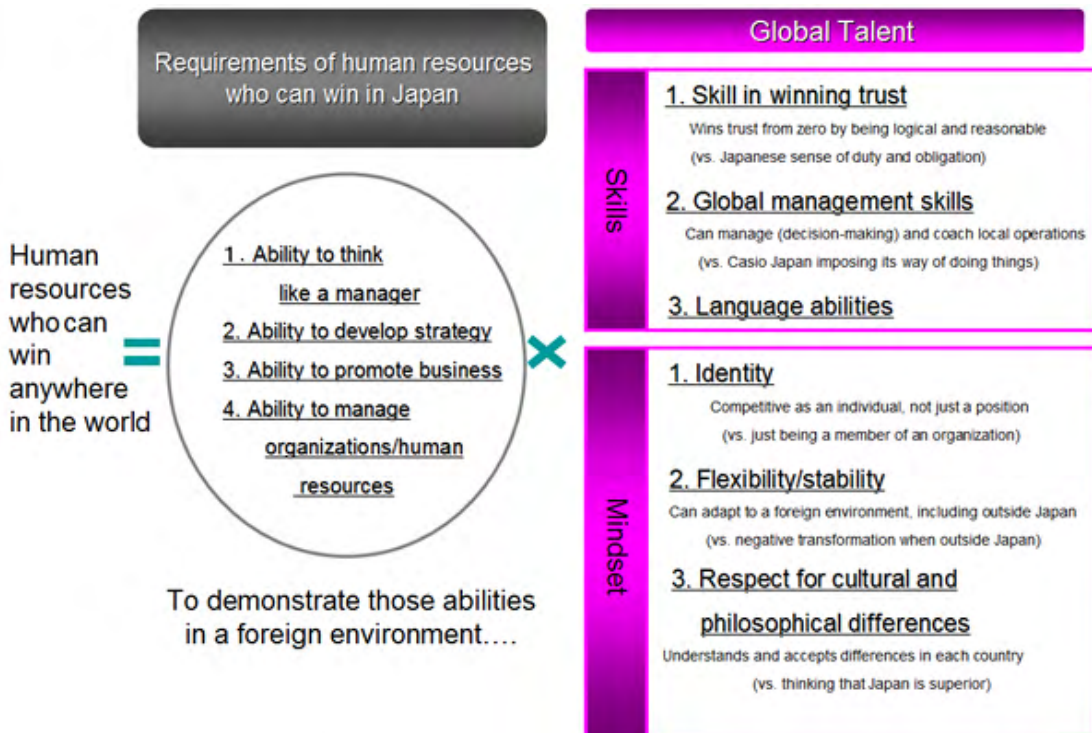 Requirements of human resources
who can win in Japan
Human
resources
who can
win
anywhere
in the world
=
1. Ability to think
like a manager
2. Ability to develop strategy
3. Ability to promote business
4. Ability to manage
organizations/human
resources
×
To demonstrate those abilities
in a foreign environment….
Global Talent
Skills
1. Skill in winning trust
Wins trust from zero by being logical and reasonable
(vs. Japanese sense of duty and obligation)
2. Global management skills
Can manage (decision-making) and coach local operations
(vs. Casio Japan imposing its way of doing things)
3. Language abilities
Mindset
1. Identity
Competitive as an individual, not just a position
(vs. just being a member of an organization)
2. Flexibility/stability
Can adapt to a foreign environment, including outside Japan
(vs. negative transformation when outside Japan)
3. Respect for cultural and
philosophical differences
Understands and accepts differences in each country
(vs. thinking that Japan is superior)